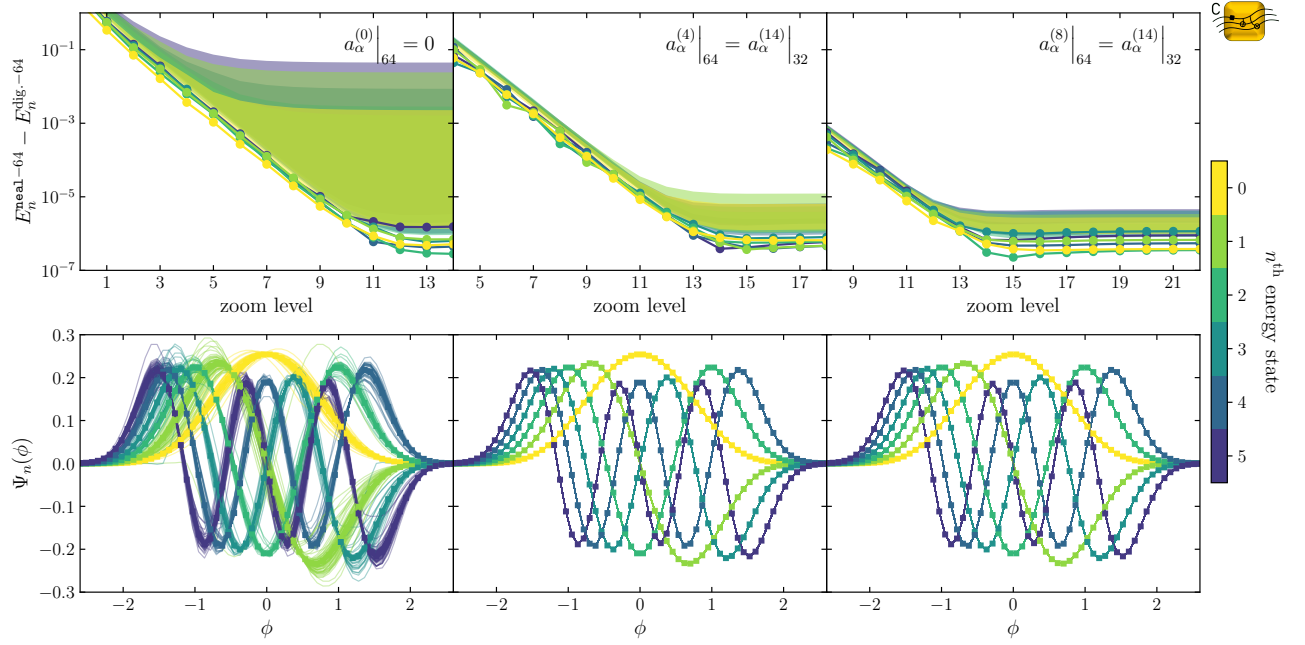 C
a_α^{(0)}|_{64} = 0
a_α^{(4)}|_{64} = a_α^{(14)}|_{32}
a_α^{(8)}|_{64} = a_α^{(14)}|_{32}
E_n^{neal-64} − E_n^{dig.-64}
10^{-1}
10^{-3}
10^{-5}
10^{-7}
1 3 5 7 9 11 13
5 7 9 11 13 15 17
9 11 13 15 17 19 21
zoom level
zoom level
zoom level
Ψ_n(ϕ)
0.3
0.2
0.1
0.0
−0.1
−0.2
−0.3
−2 −1 0 1 2
−2 −1 0 1 2
−2 −1 0 1 2
ϕ
ϕ
ϕ
0
1
2
3
4
5
n^{th} energy state